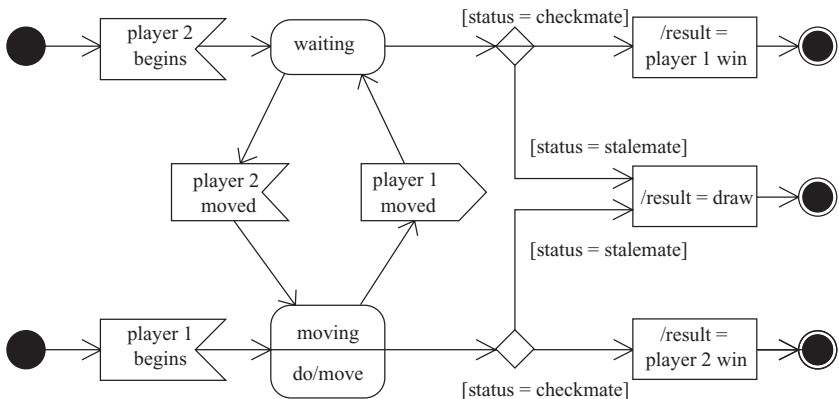 player 2
begins
waiting
[status = checkmate]
/result =
player 1 win
player 2
moved
player 1
moved
[status = stalemate]
/result = draw
[status = stalemate]
player 1
begins
moving
do/move
/result =
player 2 win
[status = checkmate]